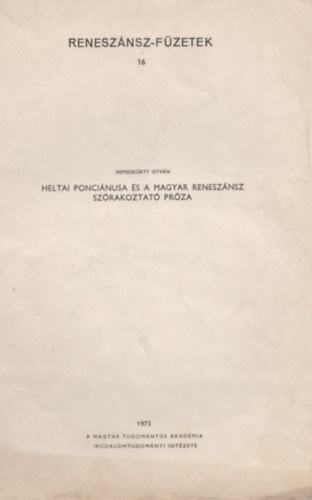 RENESZÁNSZ-FÜZETEK
16
NEMESKÜRTY ISTVÁN
HELTAI PONCIÁNUSA ÉS A MAGYAR RENESZÁNSZ
SZÓRAKOZTATÓ PRÓZA
1973
A MAGYAR TUDOMÁNYOS AKADÉMIA
IRODALOMTUDOMÁNYI INTÉZETE